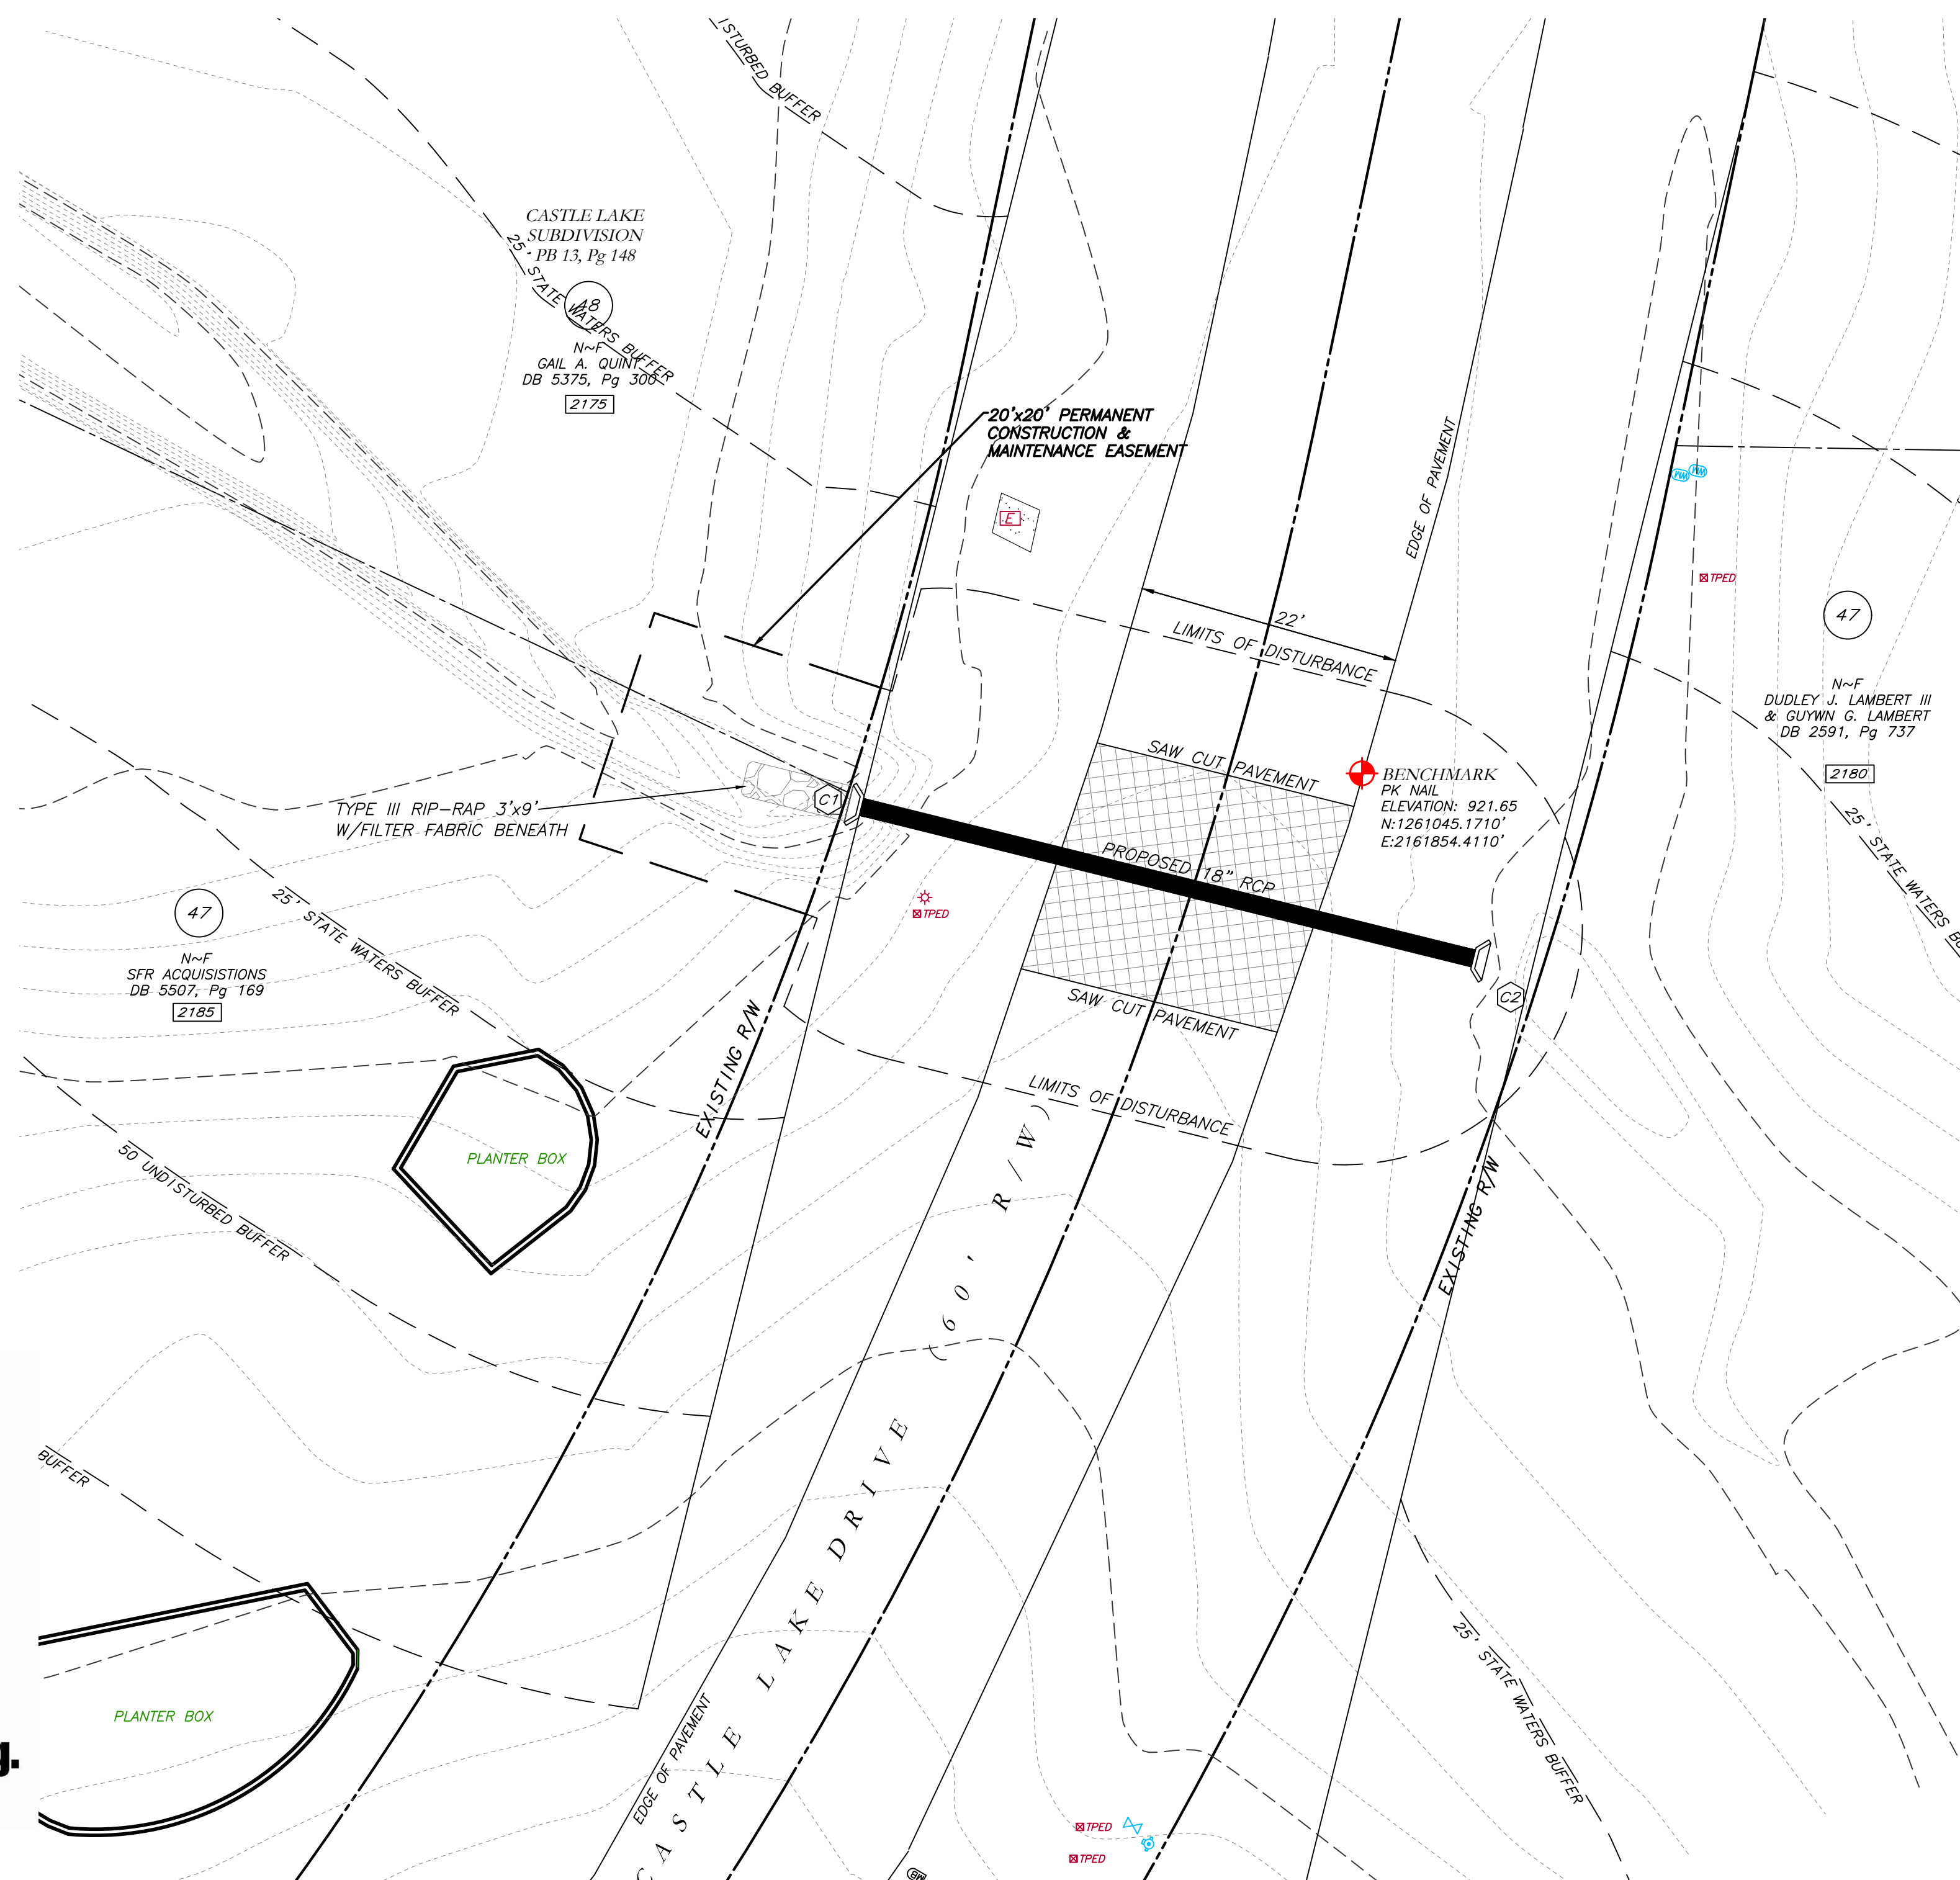 ISTURBED BUFFER
CASTLE LAKE
SUBDIVISION
PB 13, Pg 148
25' STATE WATERS BUFFER
48
N~F
GAIL A. QUINT
DB 5375, Pg 300
2175
20'x20' PERMANENT
CONSTRUCTION &
MAINTENANCE EASEMENT
E
EDGE OF PAVEMENT
WM
WM
TPED
22'
LIMITS OF DISTURBANCE
47
N~F
DUDLEY J. LAMBERT III
& GUYWN G. LAMBERT
DB 2591, Pg 737
2180
SAW CUT PAVEMENT
BENCHMARK
PK NAIL
ELEVATION: 921.65
N:1261045.1710'
E:2161854.4110'
TYPE III RIP-RAP 3'x9'
W/FILTER FABRIC BENEATH
C1
PROPOSED 18" RCP
25' STATE WATERS BU
TPED
C2
47
N~F
SFR ACQUISISTIONS
DB 5507, Pg 169
2185
25' STATE WATERS BUFFER
SAW CUT PAVEMENT
EXISTING R/W
LIMITS OF DISTURBANCE
PLANTER BOX
50 UNDISTURBED BUFFER
EXISTING R/W
CASTLE LAKE DRIVE (60' R/W)
BUFFER
25' STATE WATERS BUFFER
PLANTER BOX
EDGE OF PAVEMENT
g.
TPED
TPED